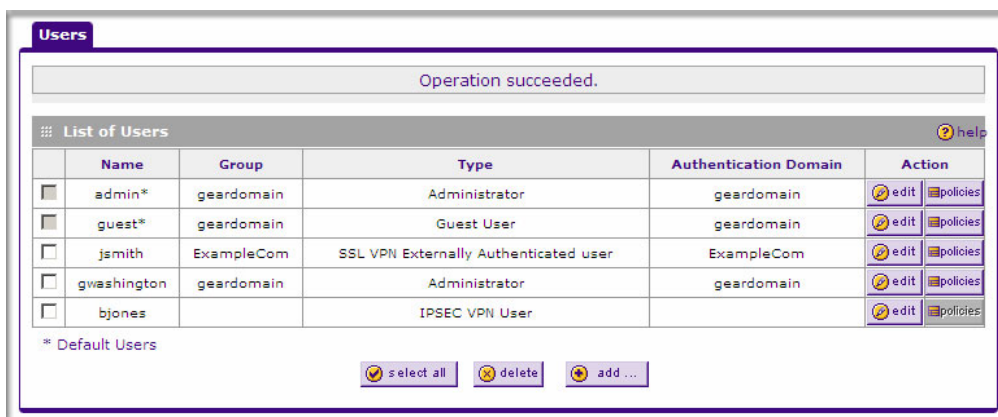 Users
Operation succeeded.
List of Users help
Name Group Type Authentication Domain Action
admin* geardomain Administrator geardomain edit policies
guest* geardomain Guest User geardomain edit policies
jsmith ExampleCom SSL VPN Externally Authenticated user ExampleCom edit policies
gwashington geardomain Administrator geardomain edit policies
bjones IPSEC VPN User edit policies
* Default Users
select all delete add ...